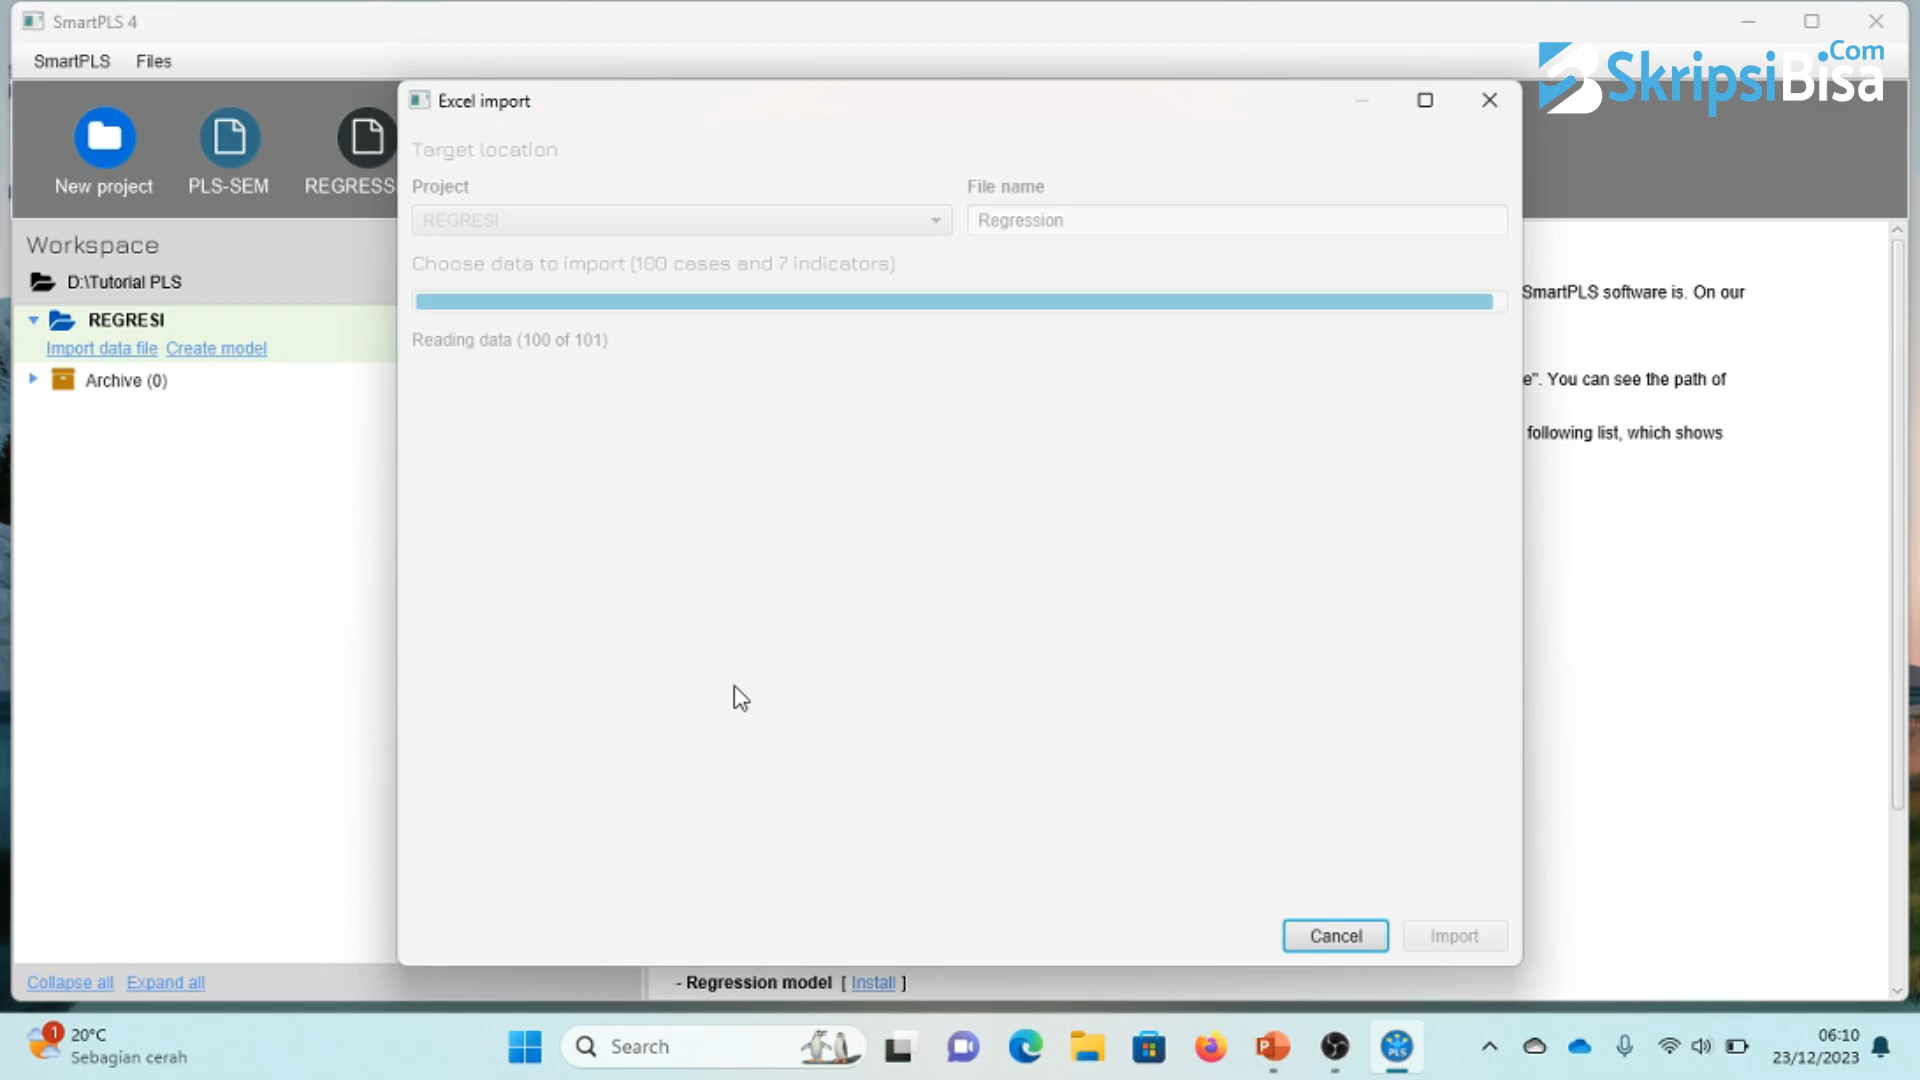 SmartPLS 4
SmartPLS Files
SkripsiBisa
.Com
Excel import
New project
PLS-SEM
REGRESS
Target location
Project
File name
REGRESI
Regression
Choose data to import (100 cases and 7 indicators)
Reading data (100 of 101)
Workspace
D:\Tutorial PLS
REGRESI
Import data file Create model
Archive (0)
SmartPLS software is. On our
e". You can see the path of
following list, which shows
Cancel
Import
Collapse all Expand all
- Regression model [ Install ]
1
20°C
Sebagian cerah
Search
P
PLS
06:10
23/12/2023